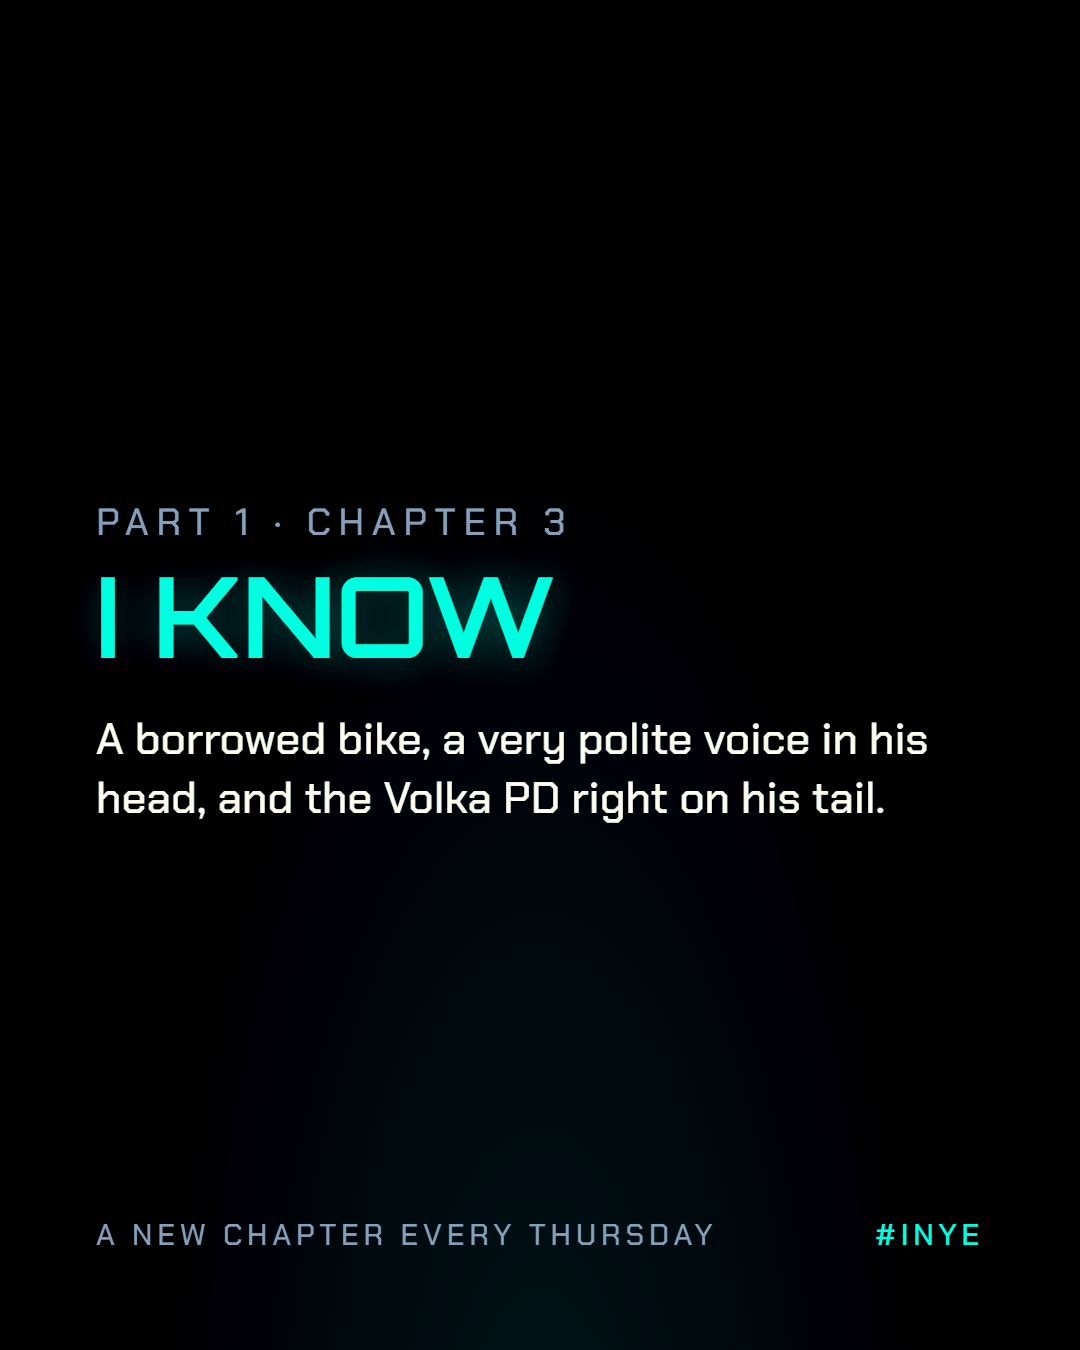 PART 1 · CHAPTER 3
I KNOW
A borrowed bike, a very polite voice in his
head, and the Volka PD right on his tail.
A NEW CHAPTER EVERY THURSDAY
#INYE